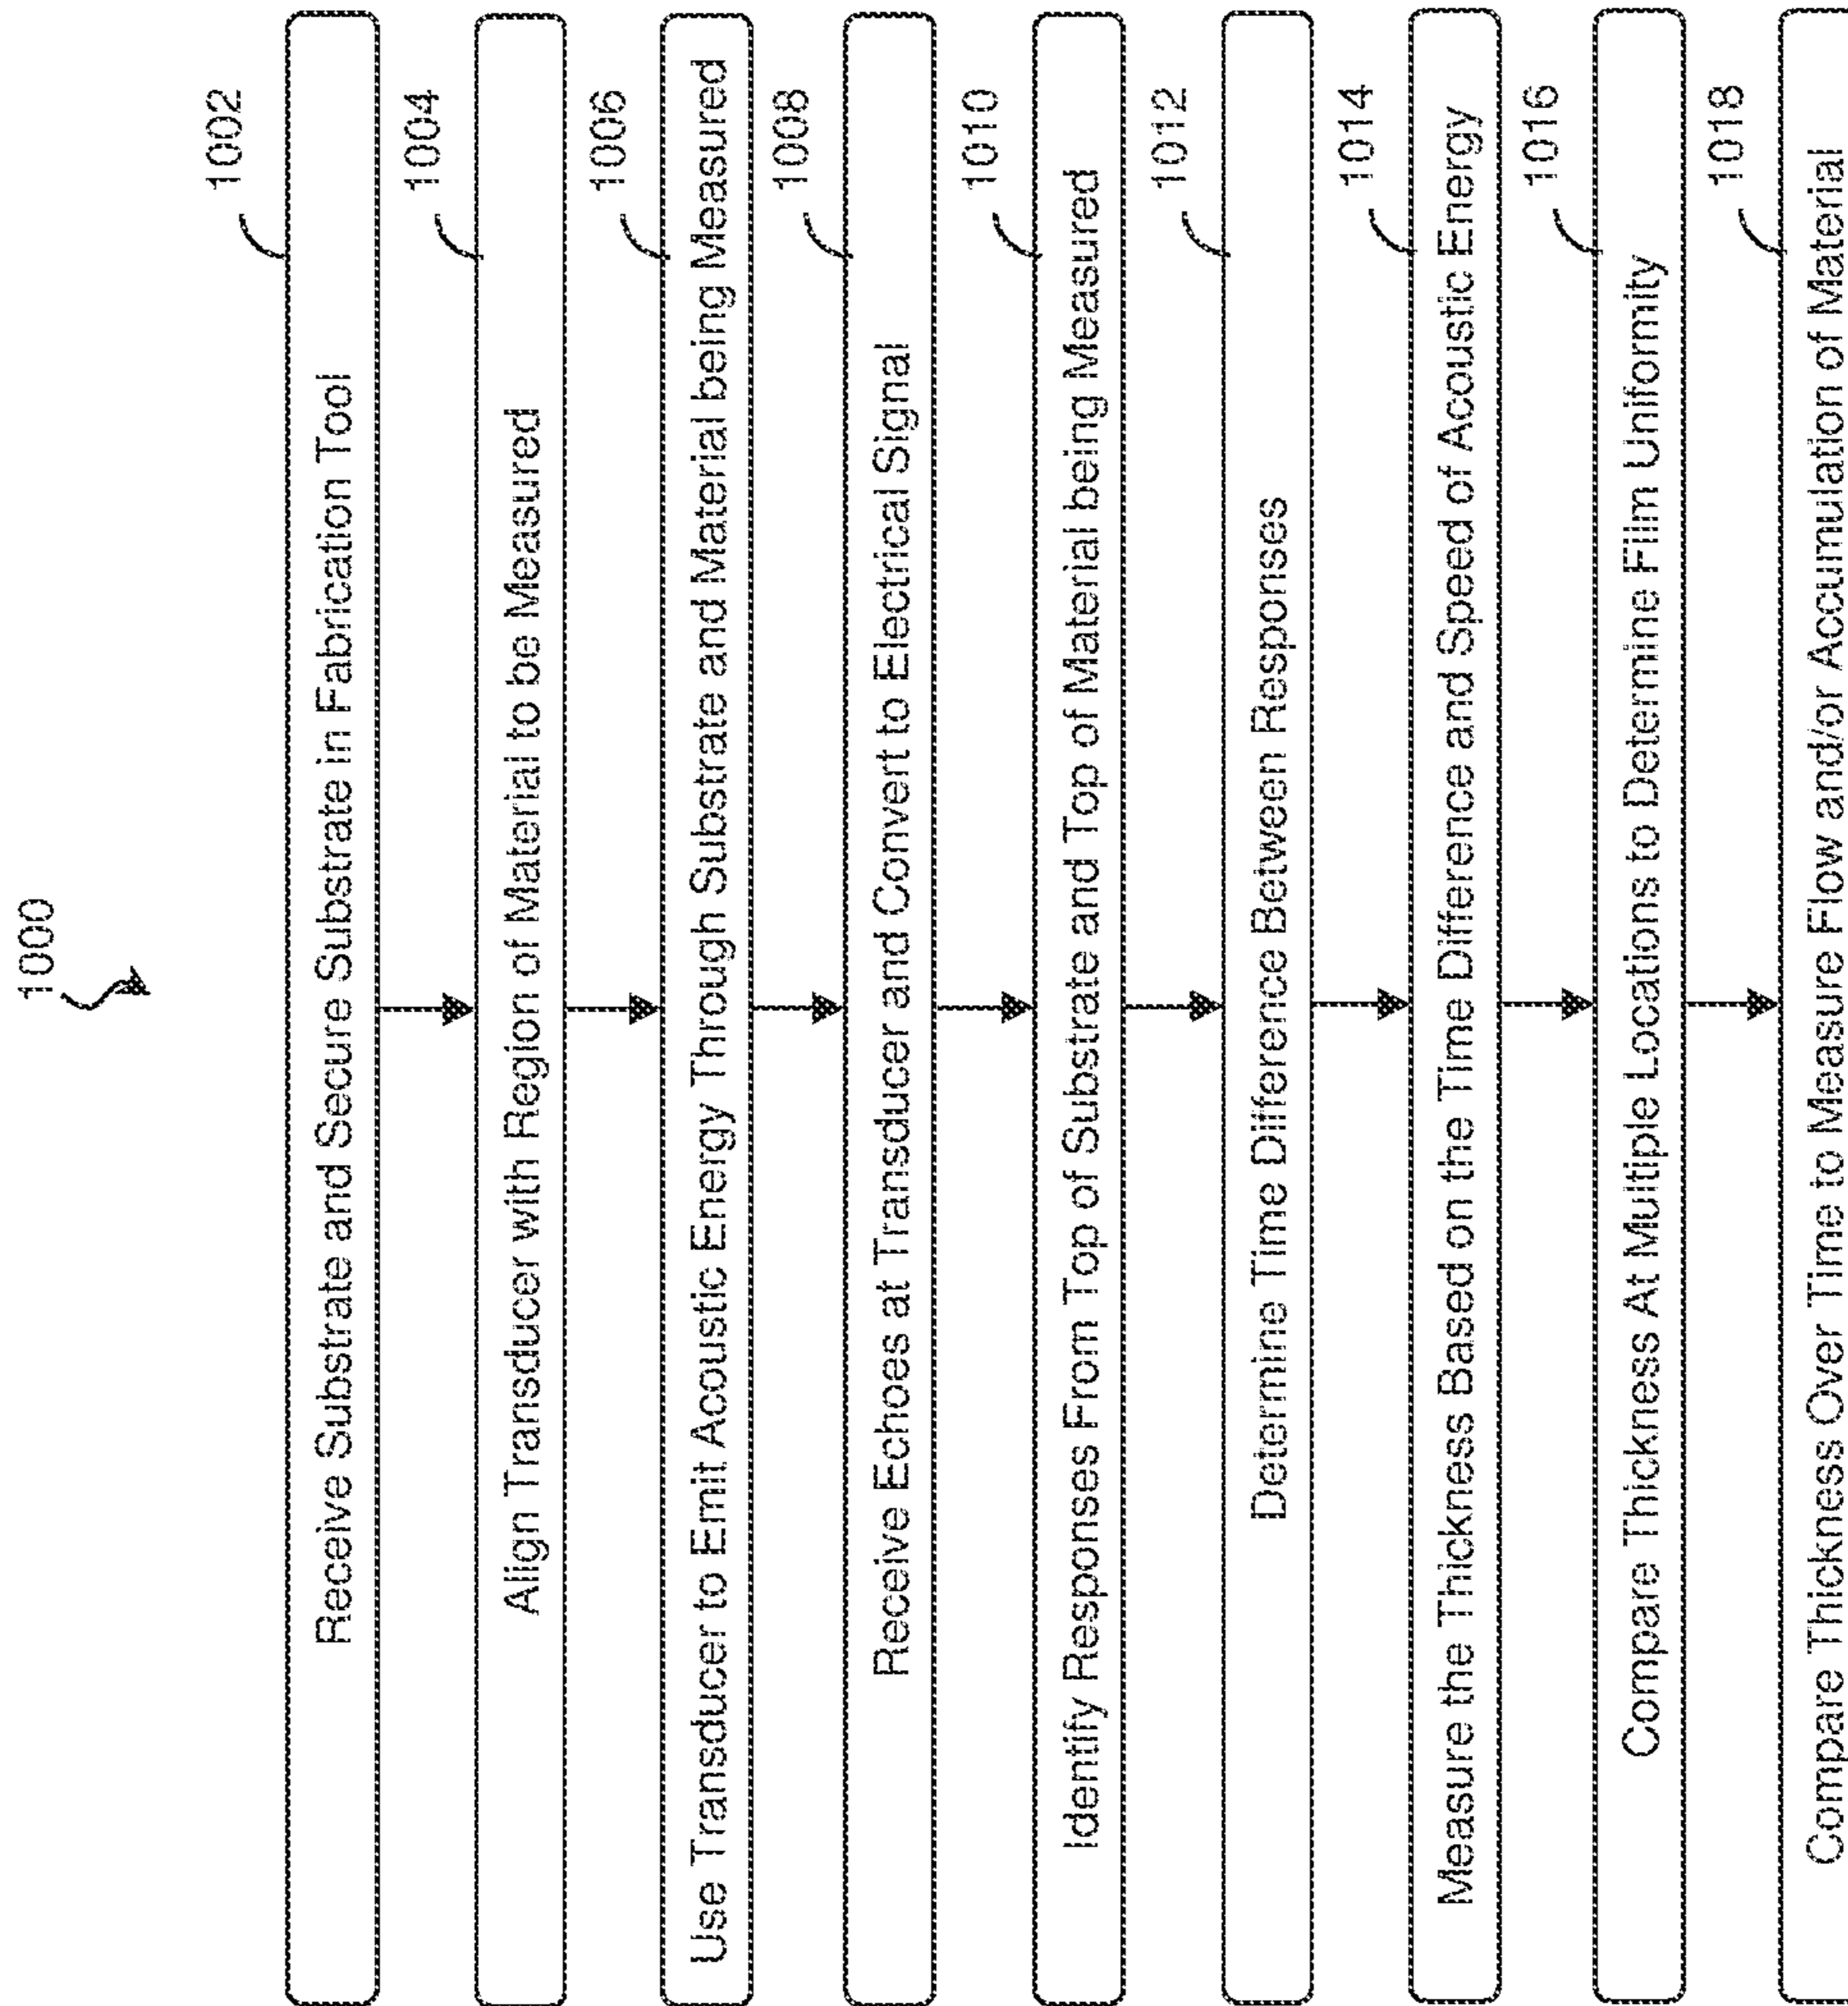 1000
1002
Receive Substrate and Secure Substrate in Fabrication Tool
1004
Align Transducer with Region of Material to be Measured
1006
Use Transducer to Emit Acoustic Energy Through Substrate and Material being Measured
1008
Receive Echoes at Transducer and Convert to Electrical Signal
1010
Identify Responses From Top of Substrate and Top of Material being Measured
1012
Determine Time Difference Between Responses
1014
Measure the Thickness Based on the Time Difference and Speed of Acoustic Energy
1016
Compare Thickness At Multiple Locations to Determine Film Uniformity
1018
Compare Thickness Over Time to Measure Flow and/or Accumulation of Material